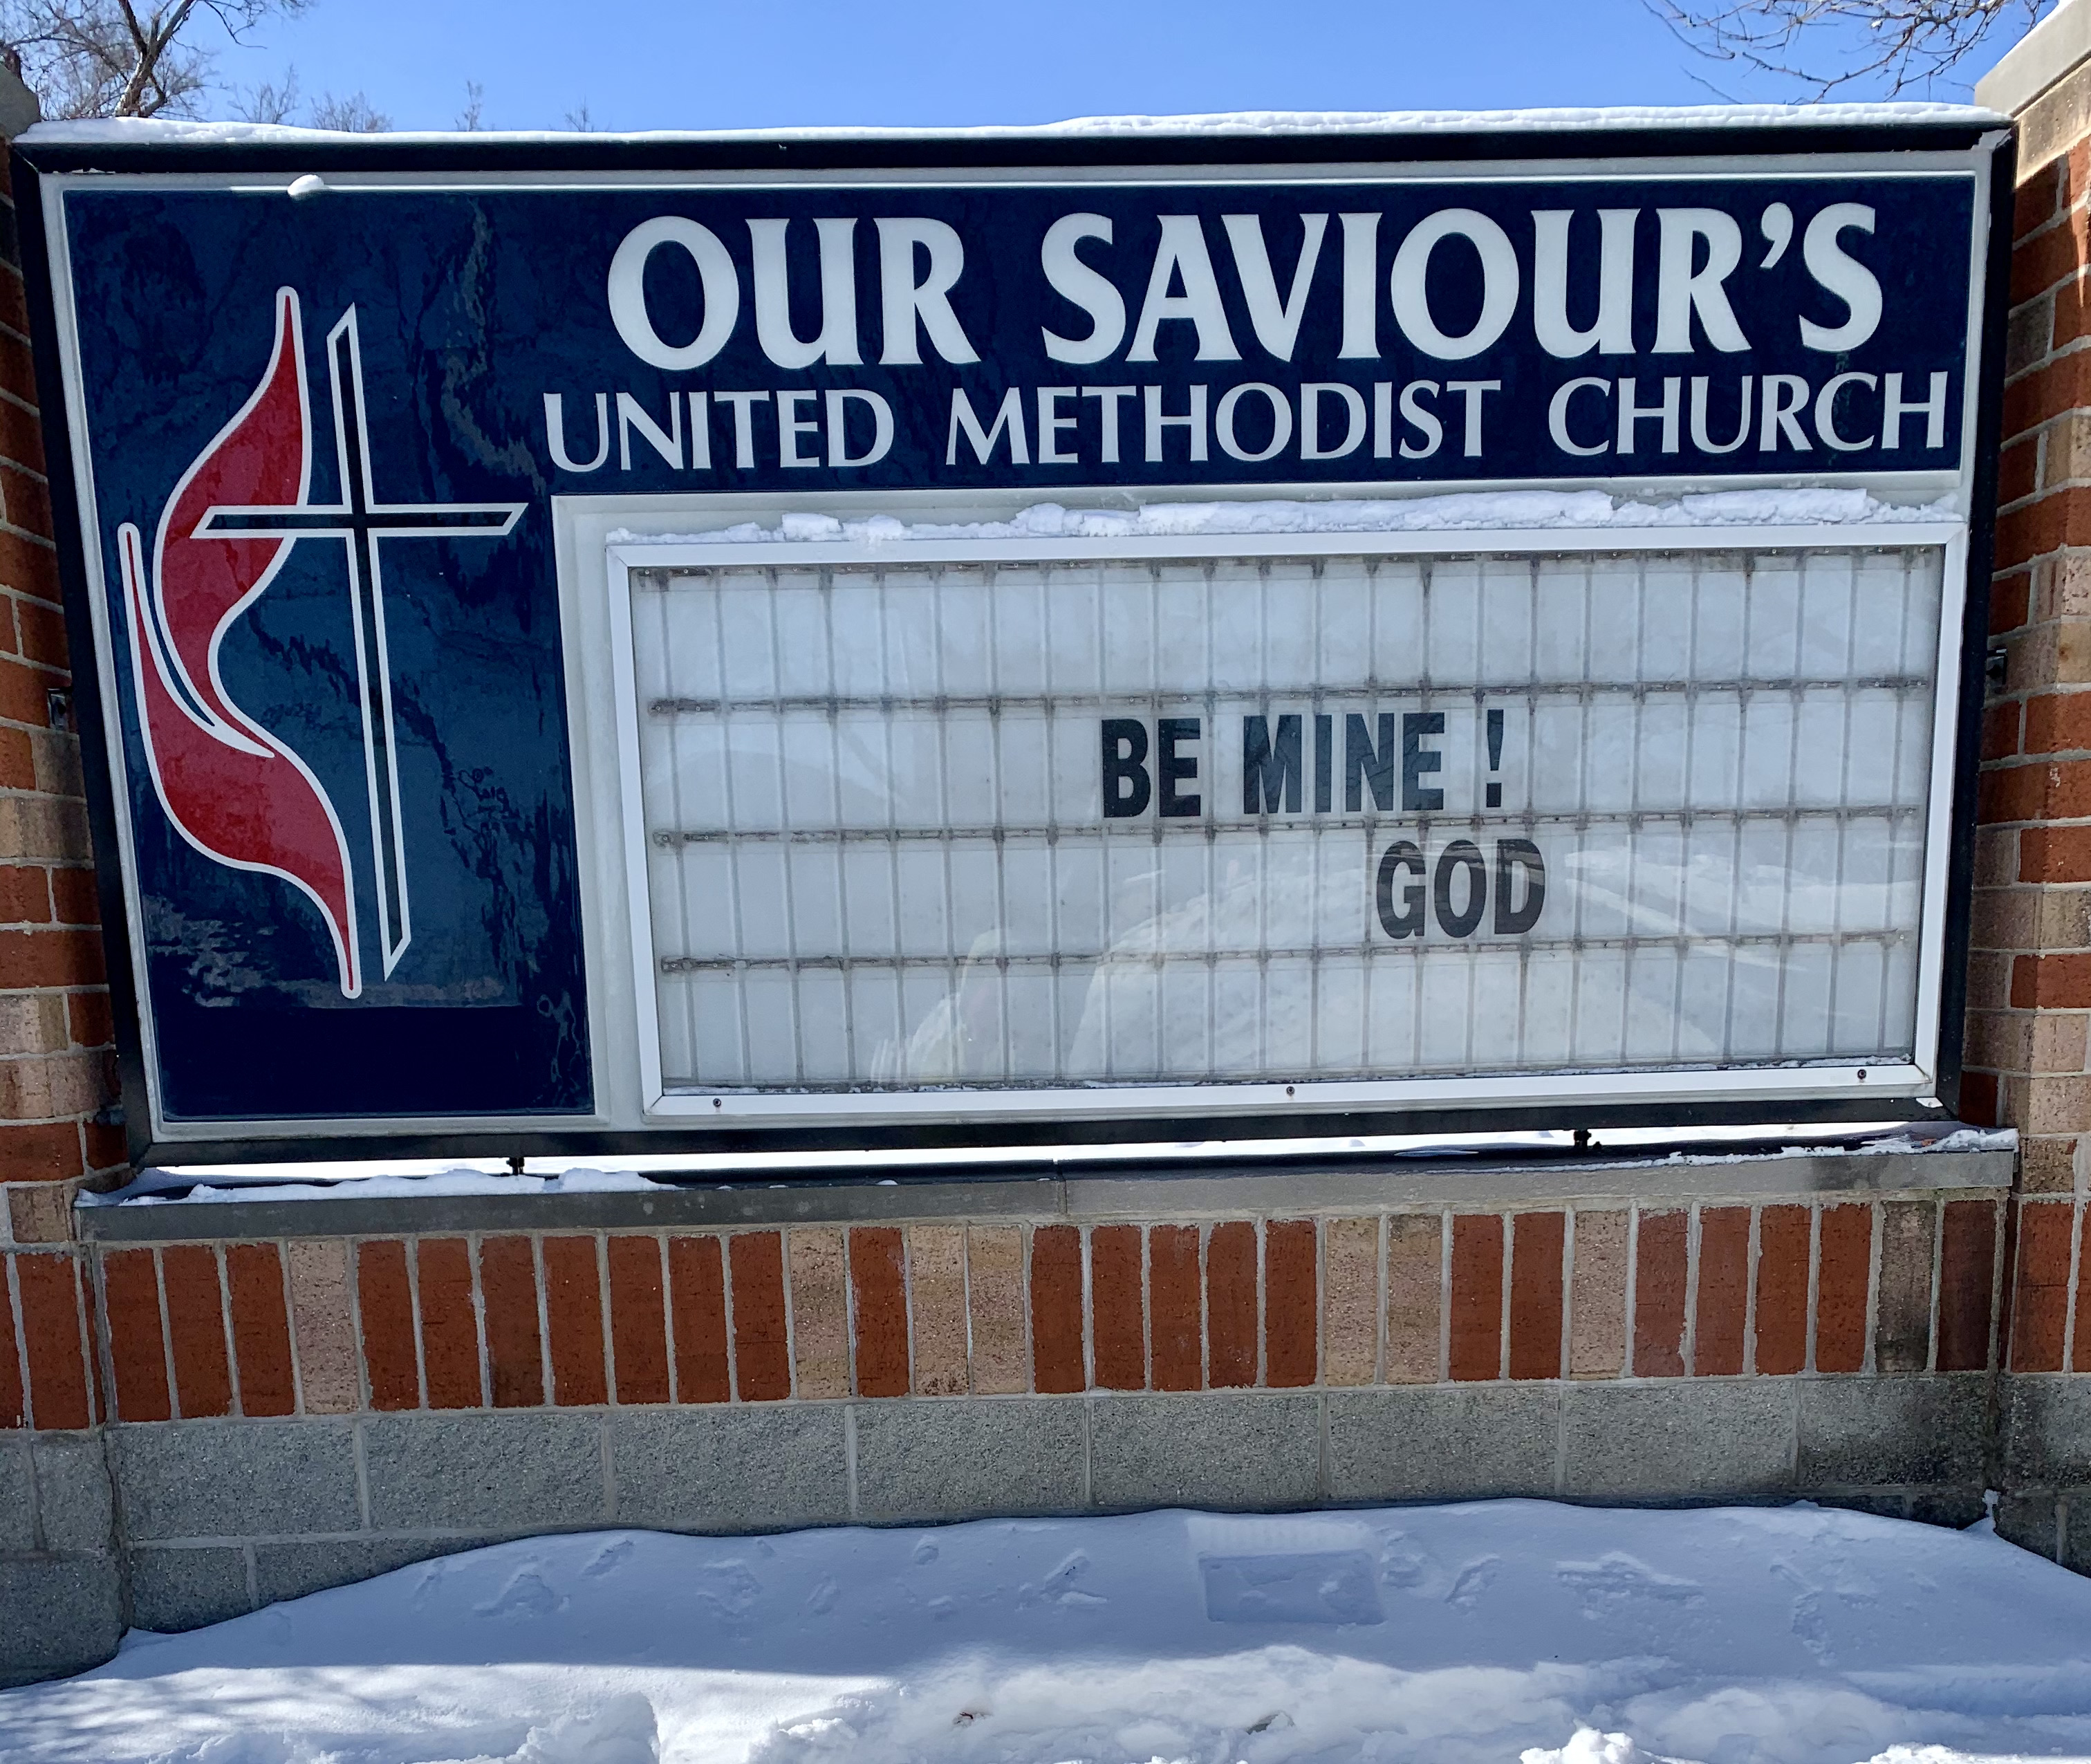 OUR SAVIOUR'S
UNITED METHODIST CHURCH
BE MINE !
GOD